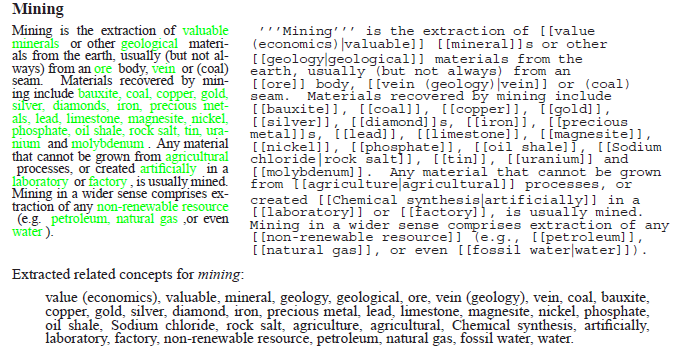 Mining
Mining is the extraction of valuable
minerals or other geological materi-
als from the earth, usually (but not al-
ways) from an ore body, vein or (coal)
seam. Materials recovered by min-
ing include bauxite, coal, copper, gold,
silver, diamonds, iron, precious met-
als, lead, limestone, magnesite, nickel,
phosphate, oil shale, rock salt, tin, ura-
nium and molybdenum . Any material
that cannot be grown from agricultural
processes, or created artificially in a
laboratory or factory , is usually mined.
Mining in a wider sense comprises ex-
traction of any non-renewable resource
(e.g. petroleum, natural gas ,or even
water ).
'''Mining''' is the extraction of [[value
(economics)|valuable]] [[mineral]]s or other
[[geology|geological]] materials from the
earth, usually (but not always) from an
[[ore]] body, [[vein (geology)|vein]] or (coal)
seam. Materials recovered by mining include
[[bauxite]], [[coal]], [[copper]], [[gold]],
[[silver]], [[diamond]]s, [[iron]], [[precious
metal]]s, [[lead]], [[limestone]], [[magnesite]],
[[nickel]], [[phosphate]], [[oil shale]], [[Sodium
chloride|rock salt]], [[tin]], [[uranium]] and
[[molybdenum]]. Any material that cannot be grown
from [[agriculture|agricultural]] processes, or
created [[Chemical synthesis|artificially]] in a
[[laboratory]] or [[factory]], is usually mined.
Mining in a wider sense comprises extraction of any
[[non-renewable resource]] (e.g., [[petroleum]],
[[natural gas]], or even [[fossil water|water]]).
Extracted related concepts for mining:
value (economics), valuable, mineral, geology, geological, ore, vein (geology), vein, coal, bauxite,
copper, gold, silver, diamond, iron, precious metal, lead, limestone, magnesite, nickel, phosphate,
oil shale, Sodium chloride, rock salt, agriculture, agricultural, Chemical synthesis, artificially,
laboratory, factory, non-renewable resource, petroleum, natural gas, fossil water, water.